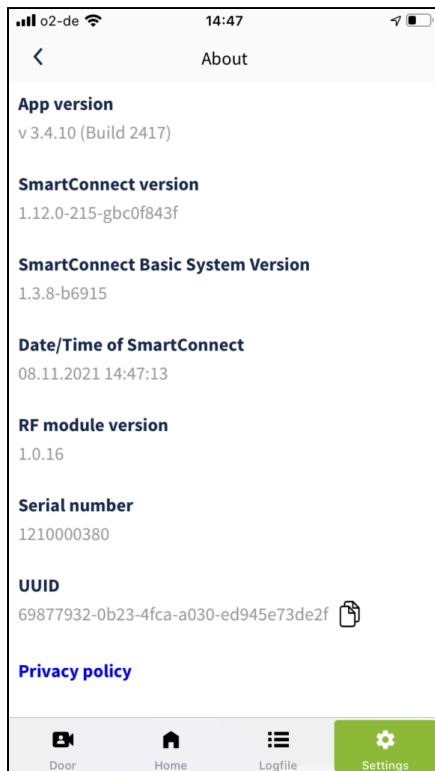 o2-de 14:47
About
App version
v 3.4.10 (Build 2417)
SmartConnect version
1.12.0-215-gbc0f843f
SmartConnect Basic System Version
1.3.8-b6915
Date/Time of SmartConnect
08.11.2021 14:47:13
RF module version
1.0.16
Serial number
1210000380
UUID
69877932-0b23-4fca-a030-ed945e73de2f
Privacy policy
Door Home Logfile Settings